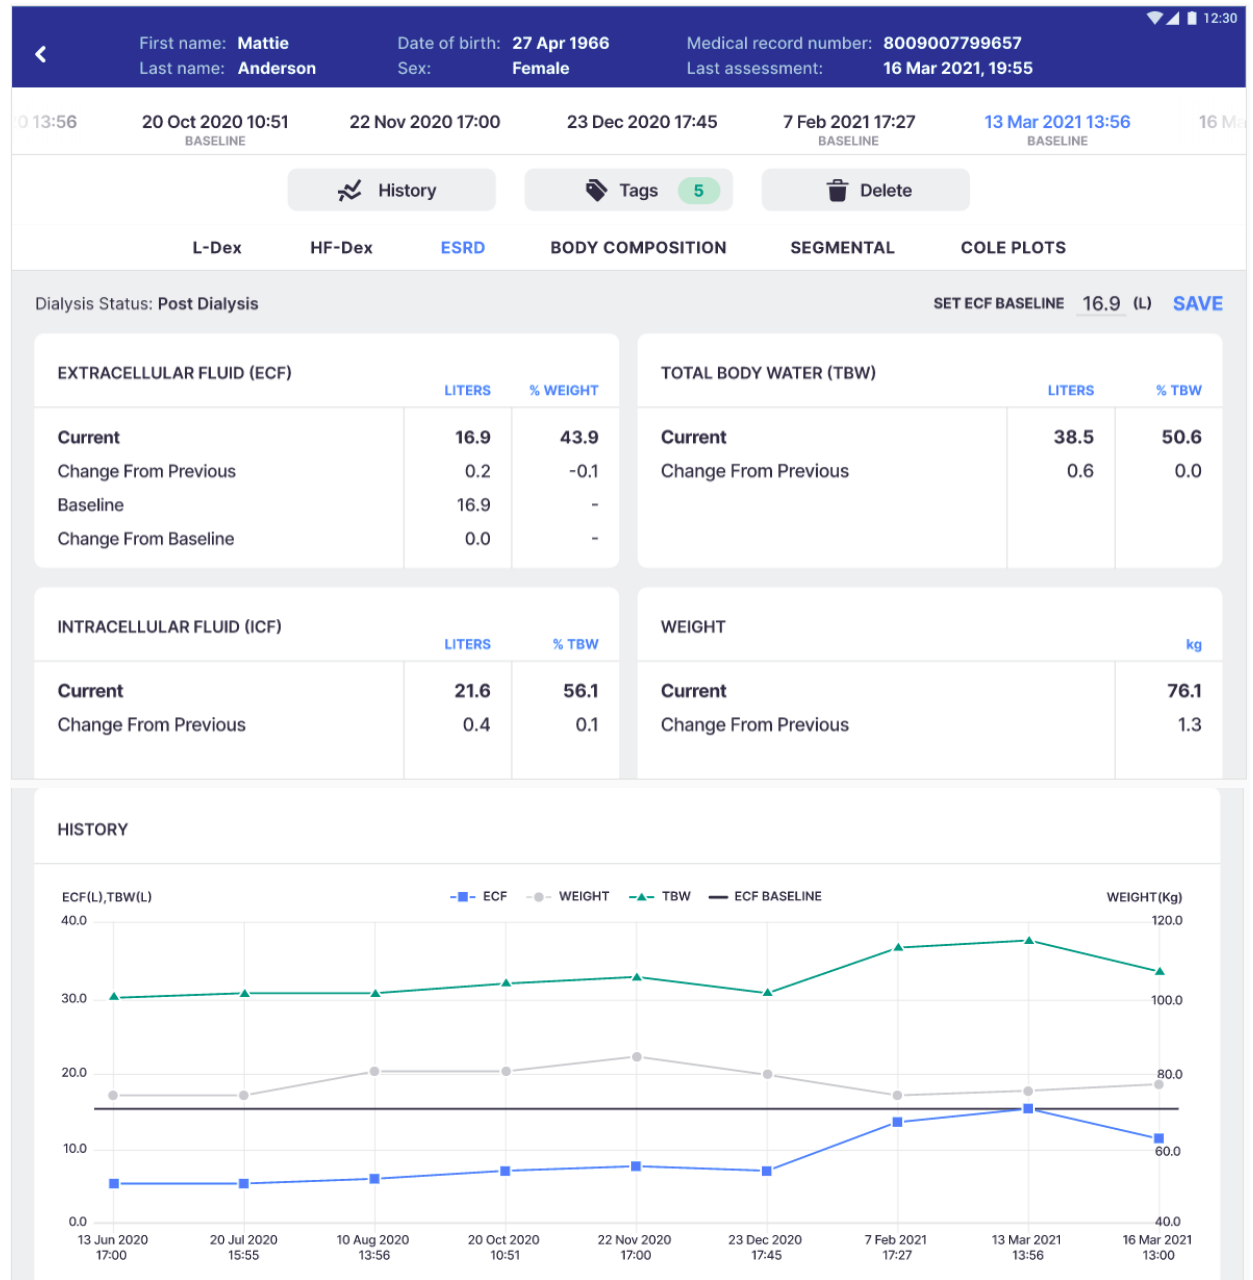 12:30
First name: Mattie Date of birth: 27 Apr 1966 Medical record number: 8009007799657
Last name: Anderson Sex: Female Last assessment: 16 Mar 2021, 19:55
0 13:56 20 Oct 2020 10:51 22 Nov 2020 17:00 23 Dec 2020 17:45 7 Feb 2021 17:27 13 Mar 2021 13:56 16 Ma
BASELINE BASELINE BASELINE
History Tags 5 Delete
L-Dex HF-Dex ESRD BODY COMPOSITION SEGMENTAL COLE PLOTS
Dialysis Status: Post Dialysis SET ECF BASELINE 16.9 (L) SAVE
EXTRACELLULAR FLUID (ECF)
LITERS % WEIGHT
Current 16.9 43.9
Change From Previous 0.2 -0.1
Baseline 16.9 -
Change From Baseline 0.0 -
TOTAL BODY WATER (TBW)
LITERS % TBW
Current 38.5 50.6
Change From Previous 0.6 0.0
INTRACELLULAR FLUID (ICF)
LITERS % TBW
Current 21.6 56.1
Change From Previous 0.4 0.1
WEIGHT
kg
Current 76.1
Change From Previous 1.3
HISTORY
ECF(L),TBW(L) ECF WEIGHT TBW ECF BASELINE WEIGHT(Kg)
40.0 120.0
30.0 100.0
20.0 80.0
10.0 60.0
0.0 40.0
13 Jun 2020 20 Jul 2020 10 Aug 2020 20 Oct 2020 22 Nov 2020 23 Dec 2020 7 Feb 2021 13 Mar 2021 16 Mar 2021
17:00 15:55 13:56 10:51 17:00 17:45 17:27 13:56 13:00